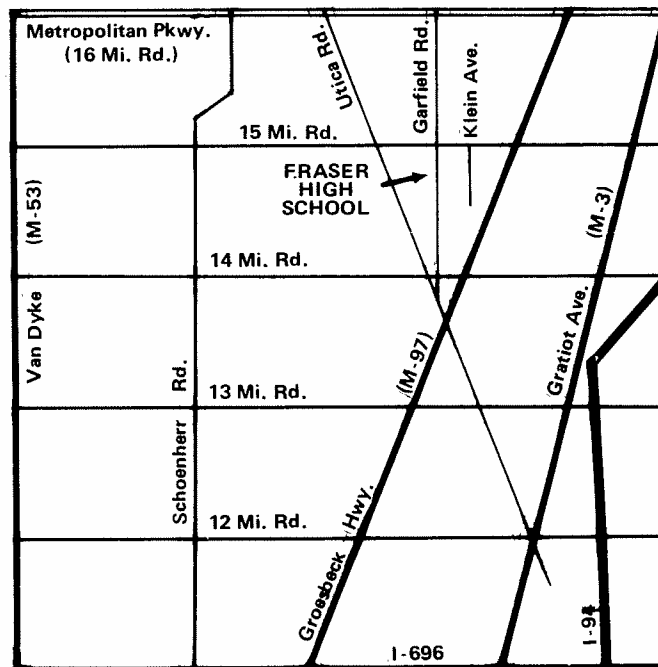 Metropolitan Pkwy.
(16 Mi. Rd.)
Utica Rd.
Garfield Rd.
Klein Ave.
15 Mi. Rd.
FRASER
HIGH
SCHOOL
(M-53)
(M-3)
14 Mi. Rd.
Van Dyke
Gratiot Ave.
(M-97)
13 Mi. Rd.
Schoenherr Rd.
12 Mi. Rd.
Groesbeck Hwy.
I-696
I-94